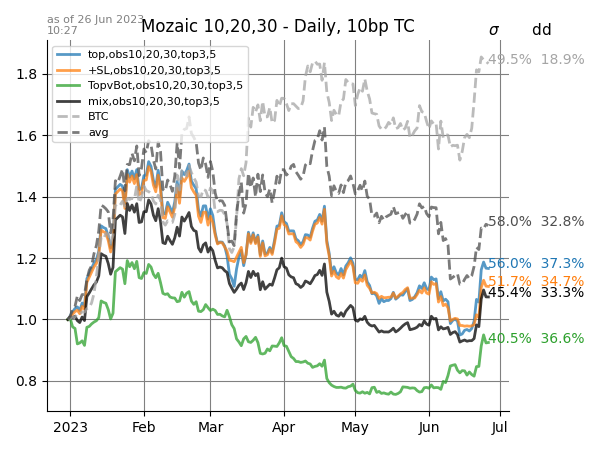 as of 26 Jun 2023
10:27
Mozaic 10,20,30 - Daily, 10bp TC
σ dd
top,obs10,20,30,top3,5
+SL,obs10,20,30,top3,5
TopvBot,obs10,20,30,top3,5
mix,obs10,20,30,top3,5
BTC
avg
49.5% 18.9%
58.0% 32.8%
56.0% 37.3%
51.7% 34.7%
45.4% 33.3%
40.5% 36.6%
1.8
1.6
1.4
1.2
1.0
0.8
2023 Feb Mar Apr May Jun Jul